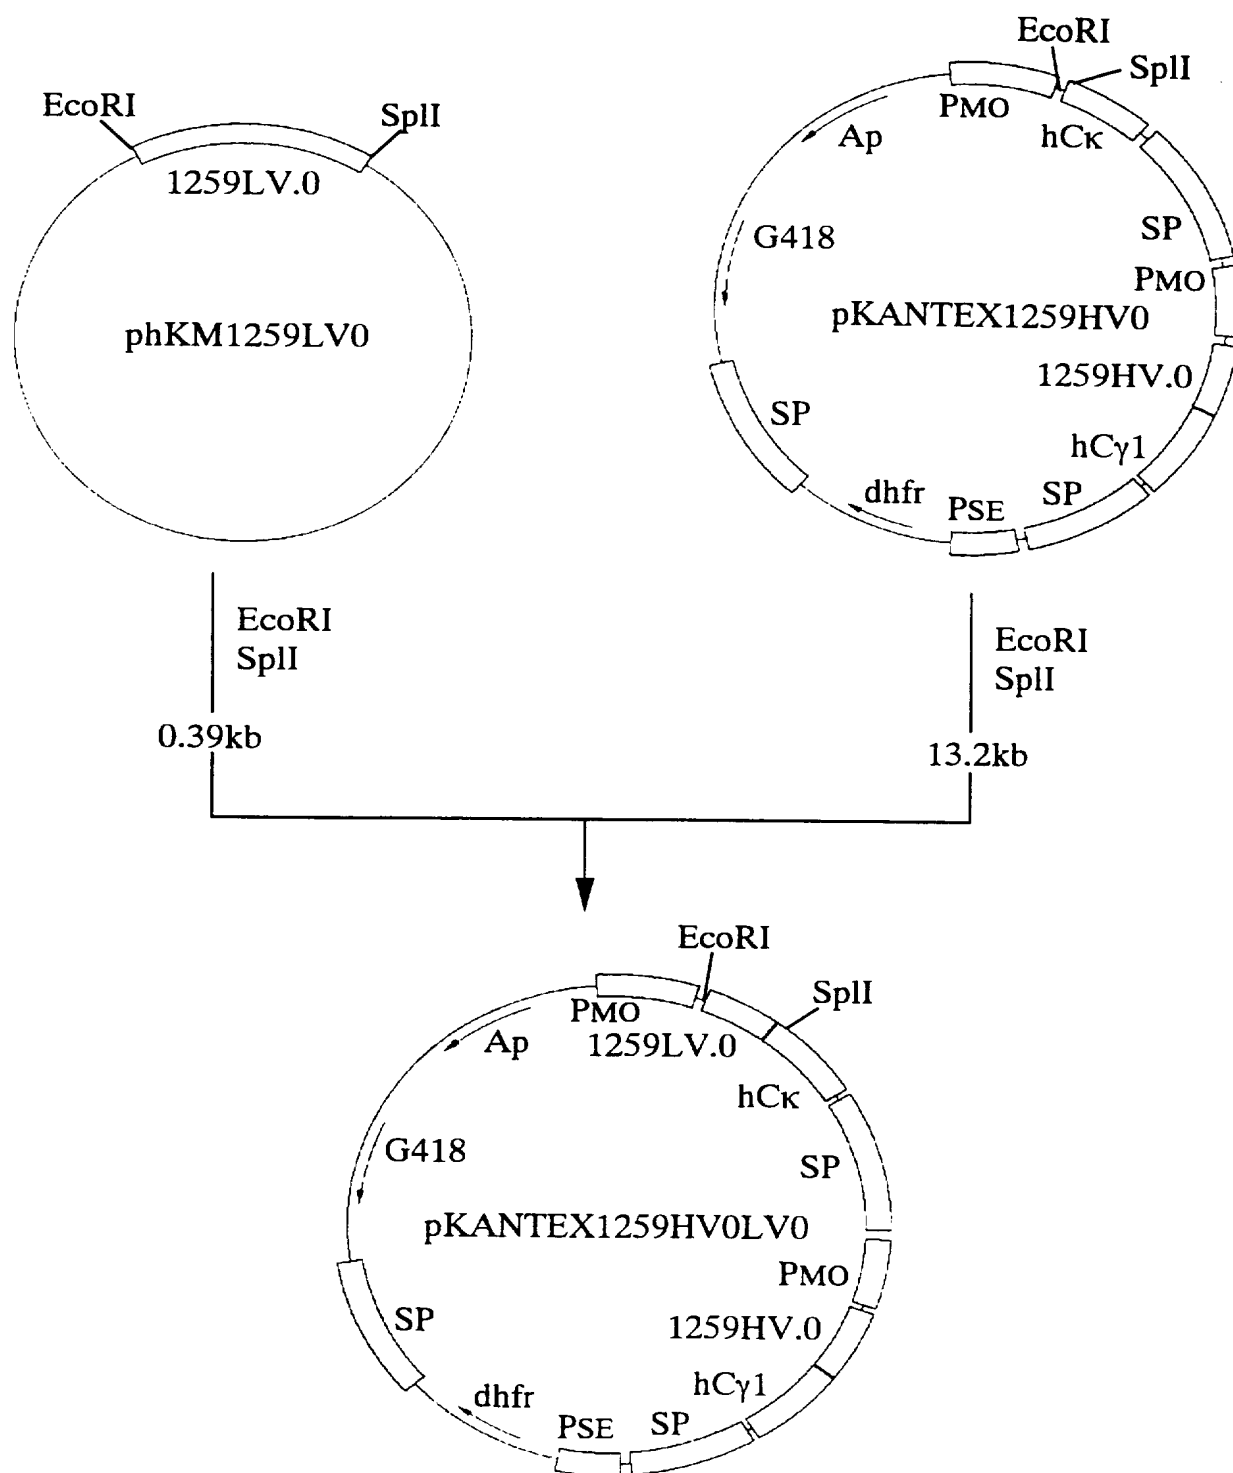 EcoRI
SplI
1259LV.0
phKM1259LV0
EcoRI
SplI
PMO
hCκ
Ap
G418
SP
PMO
pKANTEX1259HV0
1259HV.0
SP
hCγ1
dhfr
PSE
SP
EcoRI
SplI
0.39kb
EcoRI
SplI
13.2kb
EcoRI
SplI
PMO
1259LV.0
Ap
hCκ
G418
SP
pKANTEX1259HV0LV0
PMO
1259HV.0
SP
hCγ1
dhfr
PSE
SP